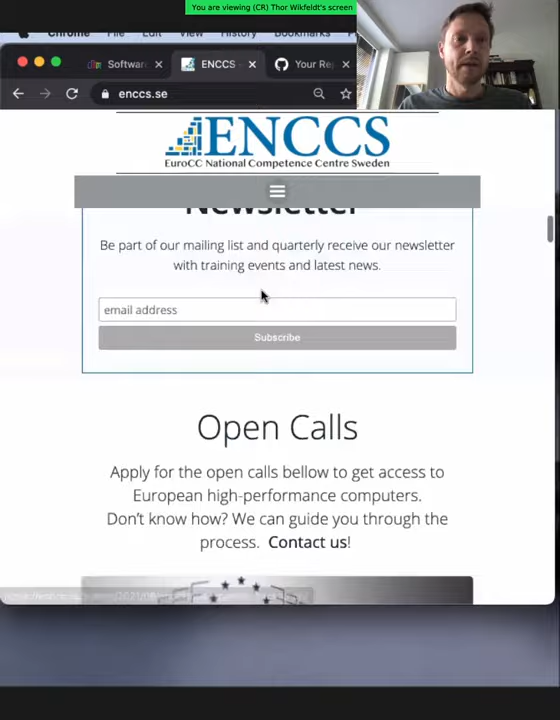 You are viewing (CR) Thor Wikfeldt's screen
Chrome File Edit View History Bookmarks
Softwar
ENCCS
Your Re
enccs.se
ENCCS
EuroCC National Competence Centre Sweden
Newsletter
Be part of our mailing list and quarterly receive our newsletter
with training events and latest news.
email address
Subscribe
Open Calls
Apply for the open calls bellow to get access to
European high-performance computers.
Don't know how? We can guide you through the
process. Contact us!